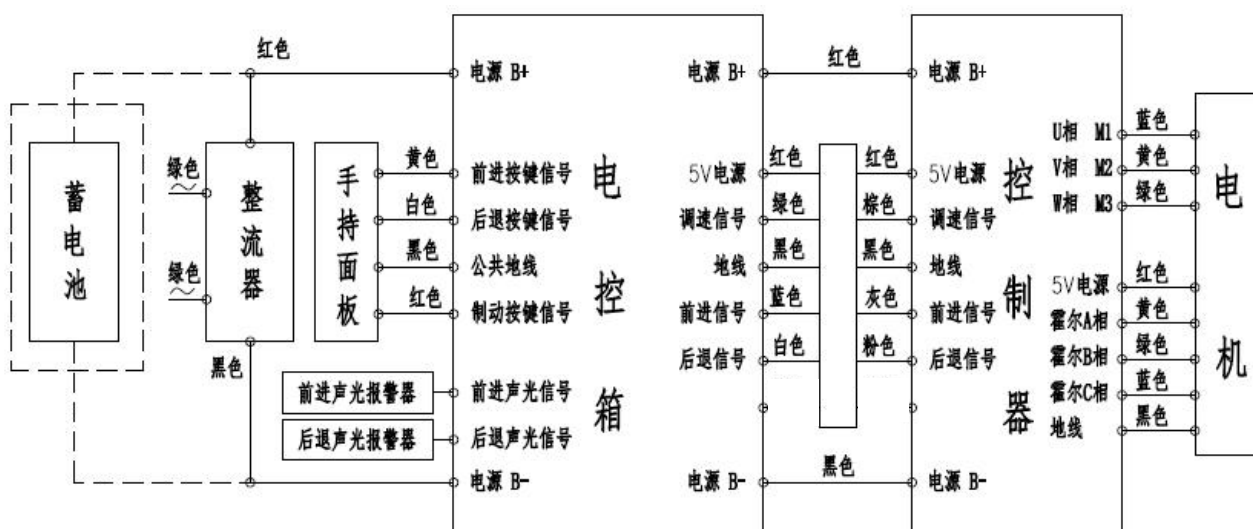 红色
蓄电池
绿色
绿色
整流器
黑色
手持面板
黄色
白色
黑色
红色
前进声光报警器
后退声光报警器
电源 B+
前进按键信号
后退按键信号
公共地线
制动按键信号
前进声光信号
后退声光信号
电源 B-
电控箱
电源 B+
5V电源
调速信号
地线
前进信号
后退信号
电源 B-
红色
红色
绿色
黑色
蓝色
白色
红色
棕色
黑色
灰色
粉色
黑色
电源 B+
5V电源
调速信号
地线
前进信号
后退信号
电源 B-
控制器
U相 M1
V相 M2
W相 M3
5V电源
霍尔A相
霍尔B相
霍尔C相
地线
蓝色
黄色
绿色
红色
黄色
绿色
蓝色
黑色
电机